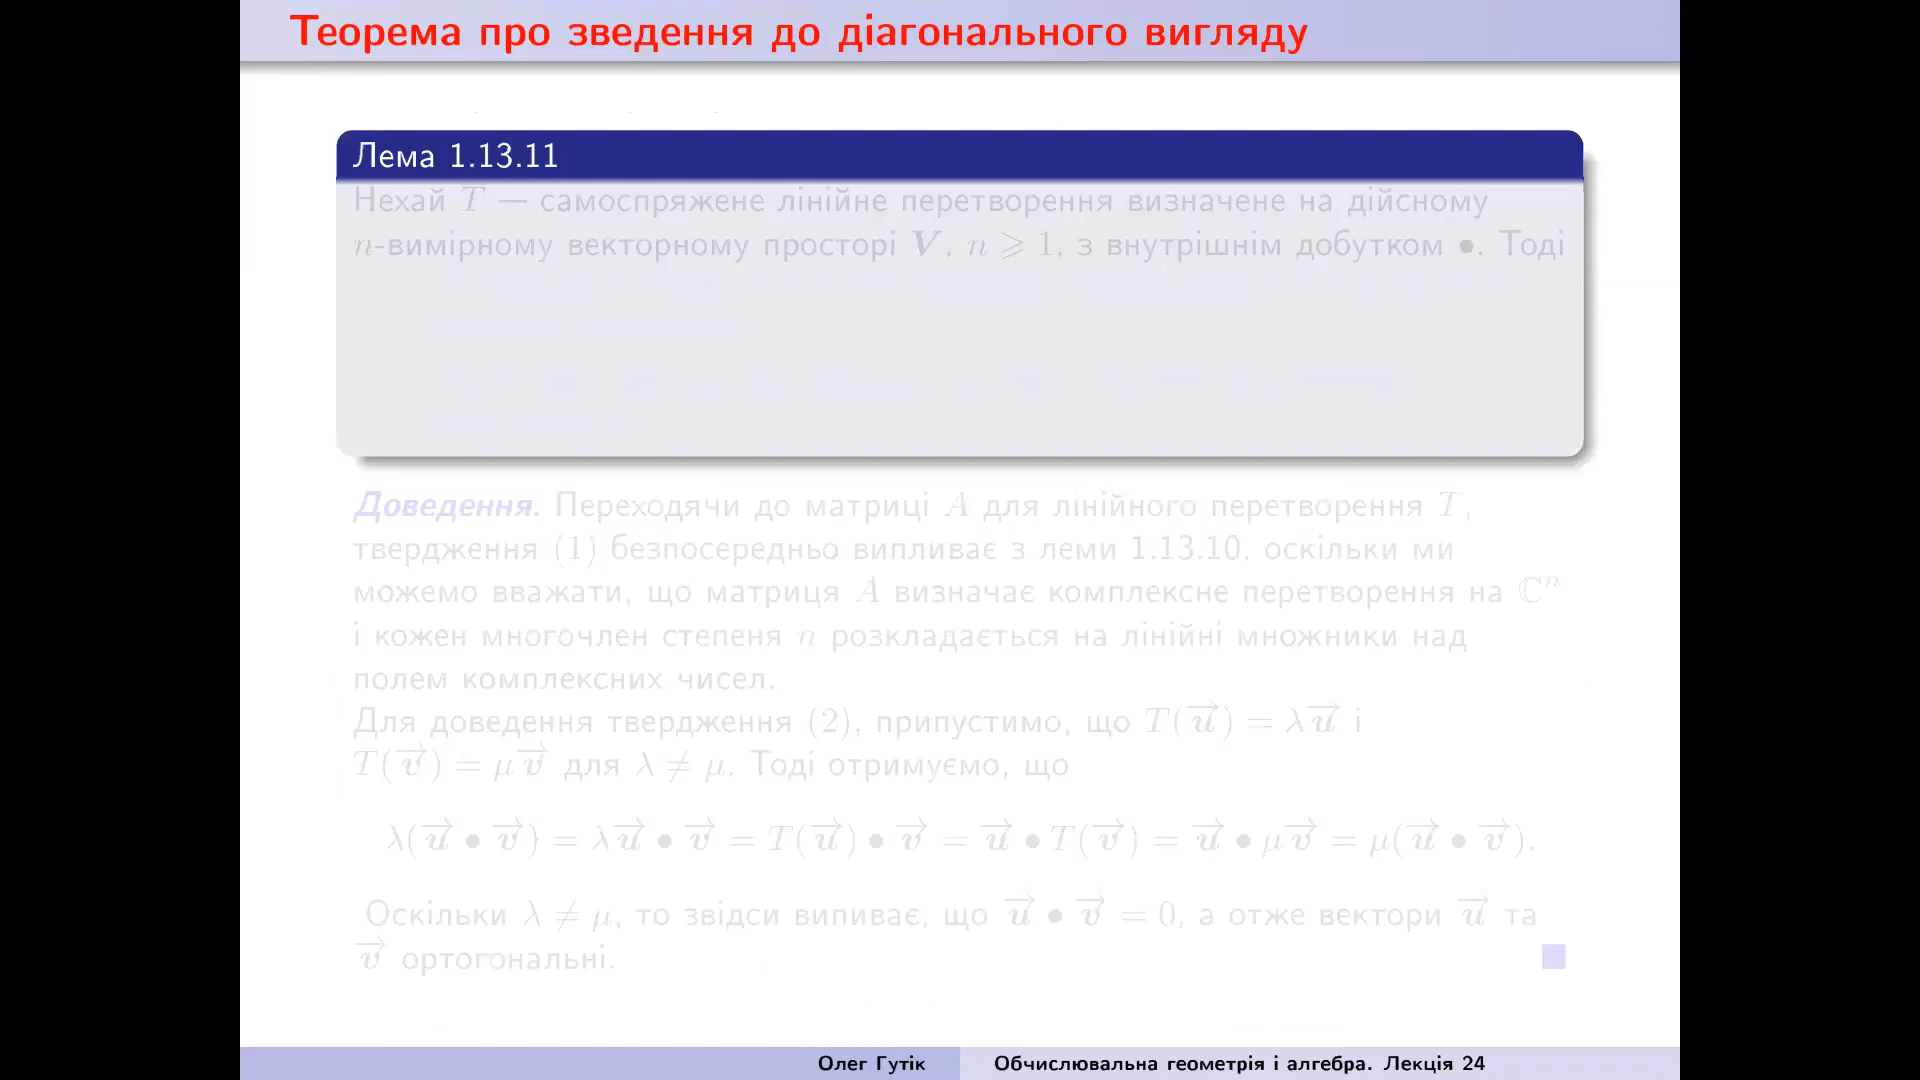 Теорема про зведення до діагонального вигляду
Лема 1.13.11
Нехай T — самоспряжене лінійне перетворення визначене на дійсному
n-вимірному векторному просторі V, n ⩾ 1, з внутрішнім добутком •. Тоді
Доведення. Переходячи до матриці A для лінійного перетворення T,
твердження (1) безпосередньо випливає з леми 1.13.10, оскільки ми
можемо вважати, що матриця A визначає комплексне перетворення на ℂⁿ
і кожен многочлен степеня n розкладається на лінійні множники над
полем комплексних чисел.
Для доведення твердження (2), припустимо, що T(u⃗) = λu⃗ і
T(v⃗) = μv⃗ для λ ≠ μ. Тоді отримуємо, що
λ(u⃗ • v⃗) = λu⃗ • v⃗ = T(u⃗) • v⃗ = u⃗ • T(v⃗) = u⃗ • μv⃗ = μ(u⃗ • v⃗).
Оскільки λ ≠ μ, то звідси випиває, що u⃗ • v⃗ = 0, а отже вектори u⃗ та
v⃗ ортогональні.
Олег Гутік Обчислювальна геометрія і алгебра. Лекція 24